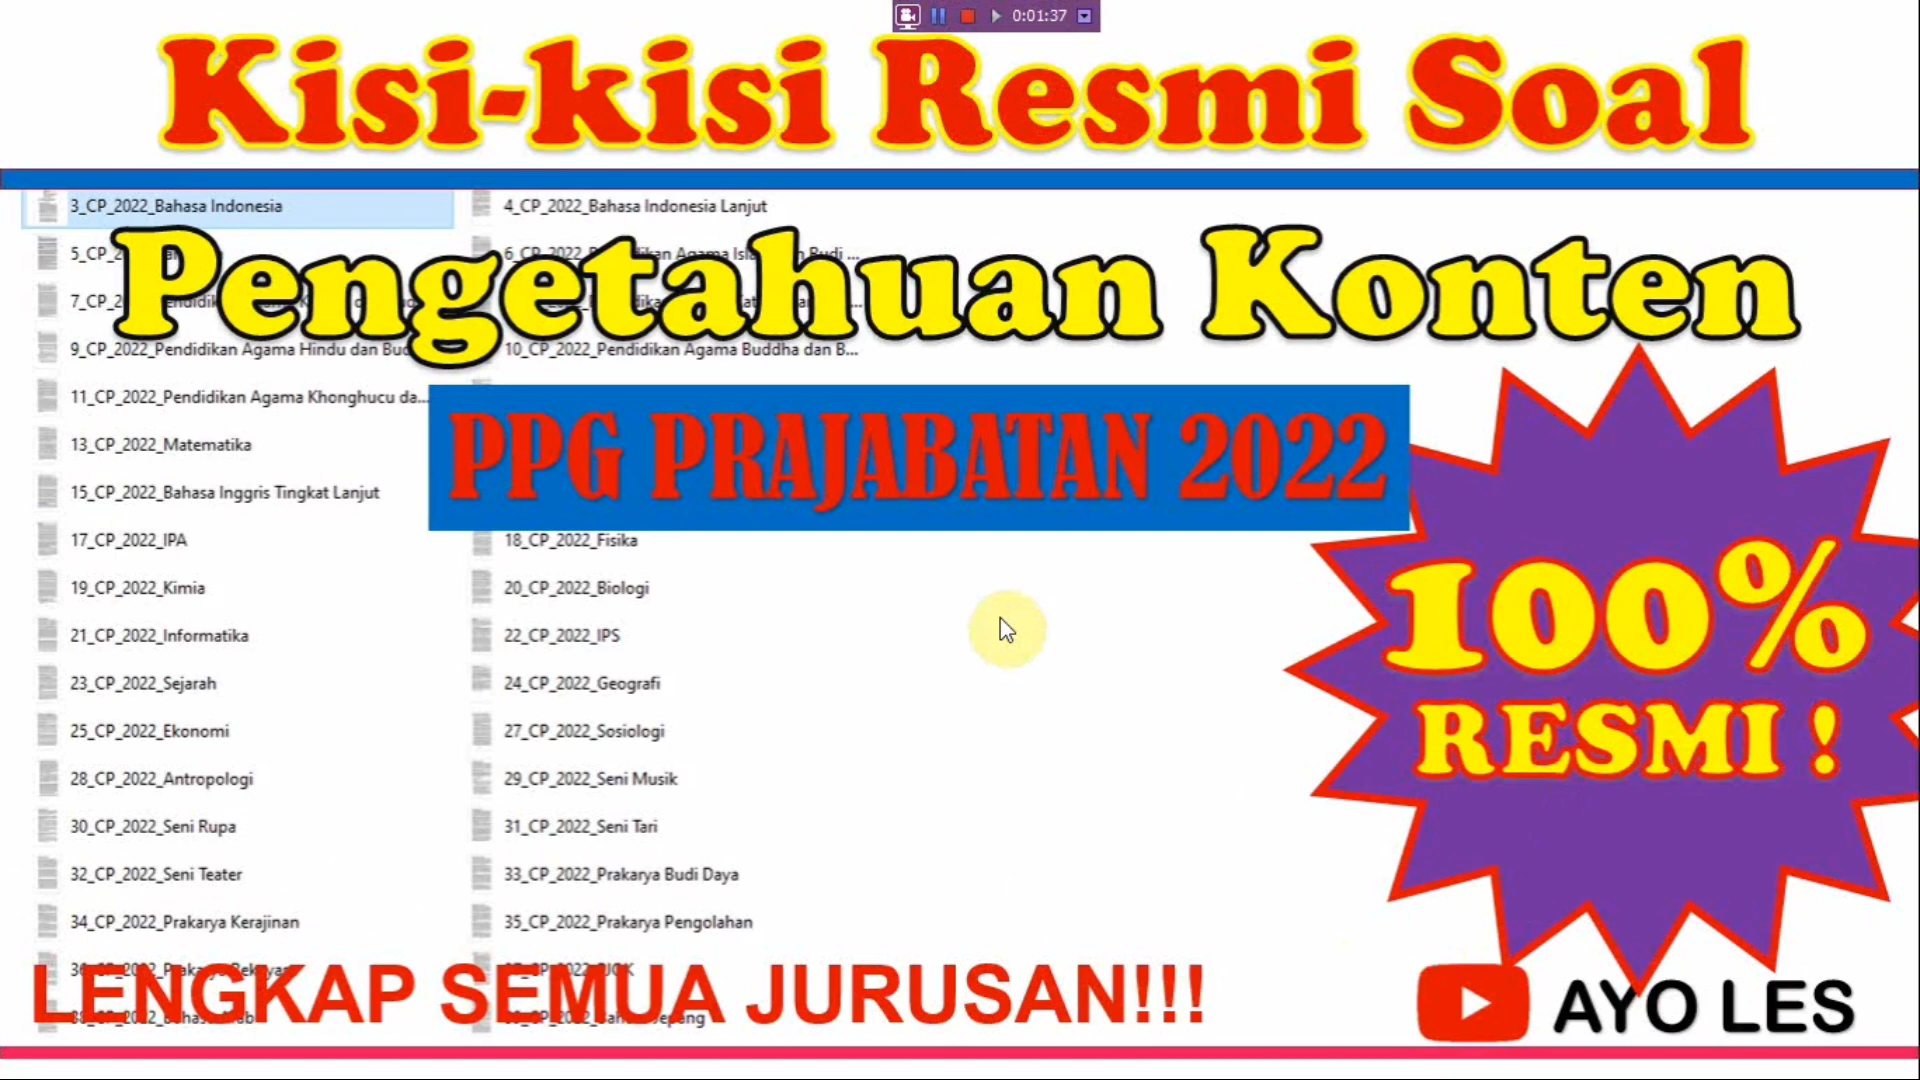 0:01:37
Kisi-kisi Resmi Soal
3_CP_2022_Bahasa Indonesia
4_CP_2022_Bahasa Indonesia Lanjut
Pengetahuan Konten
9_CP_2022_Pendidikan Agama Hindu dan Bud
10_CP_2022_Pendidikan Agama Buddha dan B...
11_CP_2022_Pendidikan Agama Khonghucu da...
13_CP_2022_Matematika
PPG PRAJABATAN 2022
15_CP_2022_Bahasa Inggris Tingkat Lanjut
17_CP_2022_IPA
18_CP_2022_Fisika
19_CP_2022_Kimia
20_CP_2022_Biologi
21_CP_2022_Informatika
22_CP_2022_IPS
23_CP_2022_Sejarah
24_CP_2022_Geografi
25_CP_2022_Ekonomi
27_CP_2022_Sosiologi
28_CP_2022_Antropologi
29_CP_2022_Seni Musik
30_CP_2022_Seni Rupa
31_CP_2022_Seni Tari
32_CP_2022_Seni Teater
33_CP_2022_Prakarya Budi Daya
34_CP_2022_Prakarya Kerajinan
35_CP_2022_Prakarya Pengolahan
100%
RESMI !
LENGKAP SEMUA JURUSAN!!!
AYO LES